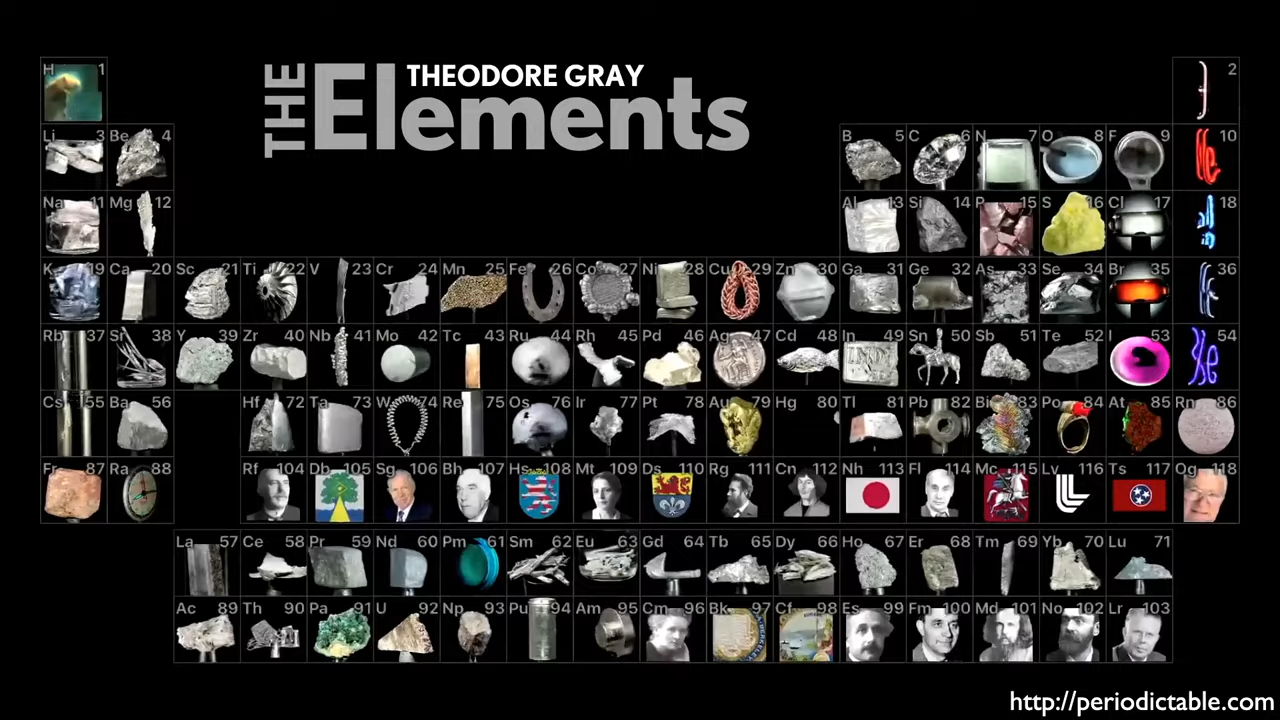 H 1 2
THE
THEODORE GRAY
Elements
Li 3 Be 4 B 5 C 6 N 7 O 8 F 9 10
Na 11 Mg 12 Al 13 Si 14 P 15 S 16 Cl 17 18
K 19 Ca 20 Sc 21 Ti 22 V 23 Cr 24 Mn 25 Fe 26 Co 27 Ni 28 Cu 29 Zn 30 Ga 31 Ge 32 As 33 Se 34 Br 35 36
Rb 37 Sr 38 Y 39 Zr 40 Nb 41 Mo 42 Tc 43 Ru 44 Rh 45 Pd 46 Ag 47 Cd 48 In 49 Sn 50 Sb 51 Te 52 I 53 Xe 54
Cs 55 Ba 56 Hf 72 Ta 73 W 74 Re 75 Os 76 Ir 77 Pt 78 Au 79 Hg 80 Tl 81 Pb 82 Bi 83 Po 84 At 85 Rn 86
Fr 87 Ra 88 Rf 104 Db 105 Sg 106 Bh 107 Hs 108 Mt 109 Ds 110 Rg 111 Cn 112 Nh 113 Fl 114 Mc 115 Lv 116 Ts 117 Og 118
La 57 Ce 58 Pr 59 Nd 60 Pm 61 Sm 62 Eu 63 Gd 64 Tb 65 Dy 66 Ho 67 Er 68 Tm 69 Yb 70 Lu 71
Ac 89 Th 90 Pa 91 U 92 Np 93 Pu 94 Am 95 Cm 96 Bk 97 Cf 98 Es 99 Fm 100 Md 101 No 102 Lr 103
http://periodictable.com